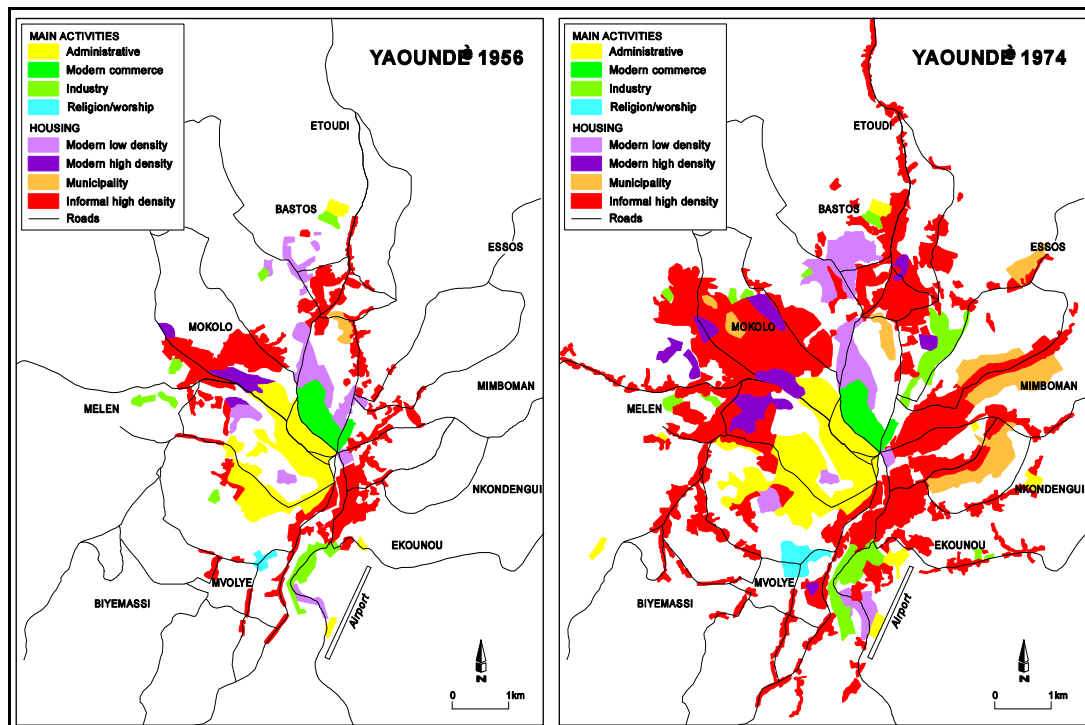 MAIN ACTIVITIES
Administrative
Modern commerce
Industry
Religion/worship
HOUSING
Modern low density
Modern high density
Municipality
Informal high density
Roads
YAOUNDÈ 1956
ETOUDI
BASTOS
ESSOS
MOKOLO
MIMBOMAN
MELEN
NKONDENGUI
EKOUNOU
MVOLYE
BIYEMASSI
Airport
N
0 1km
MAIN ACTIVITIES
Administrative
Modern commerce
Industry
Religion/worship
HOUSING
Modern low density
Modern high density
Municipality
Informal high density
Roads
YAOUNDÈ 1974
ETOUDI
BASTOS
ESSOS
MOKOLO
MIMBOMAN
MELEN
NKONDENGUI
EKOUNOU
MVOLYE
BIYEMASSI
Airport
N
0 1km